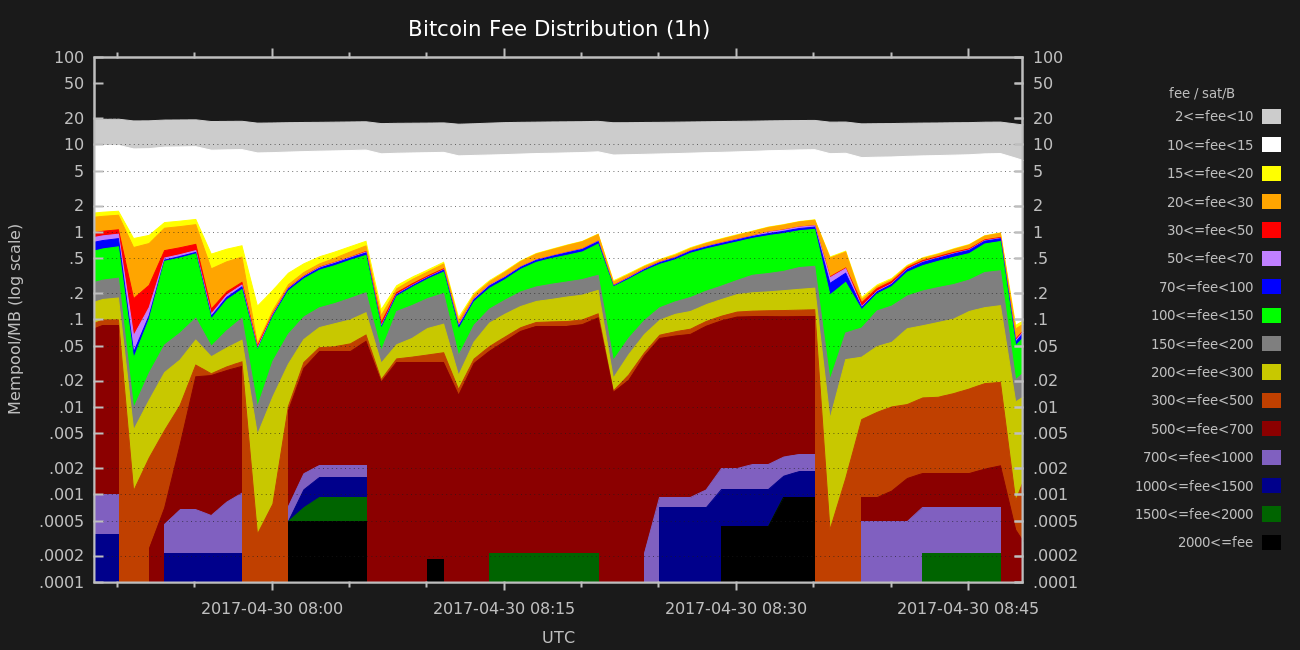 Bitcoin Fee Distribution (1h)
100 100
50 50
20 20
10 10
5 5
2 2
1 1
.5 .5
.2 .2
.1 .1
.05 .05
.02 .02
.01 .01
.005 .005
.002 .002
.001 .001
.0005 .0005
.0002 .0002
.0001 .0001
Mempool/MB (log scale)
2017-04-30 08:00 2017-04-30 08:15 2017-04-30 08:30 2017-04-30 08:45
UTC
fee / sat/B
2<=fee<10
10<=fee<15
15<=fee<20
20<=fee<30
30<=fee<50
50<=fee<70
70<=fee<100
100<=fee<150
150<=fee<200
200<=fee<300
300<=fee<500
500<=fee<700
700<=fee<1000
1000<=fee<1500
1500<=fee<2000
2000<=fee